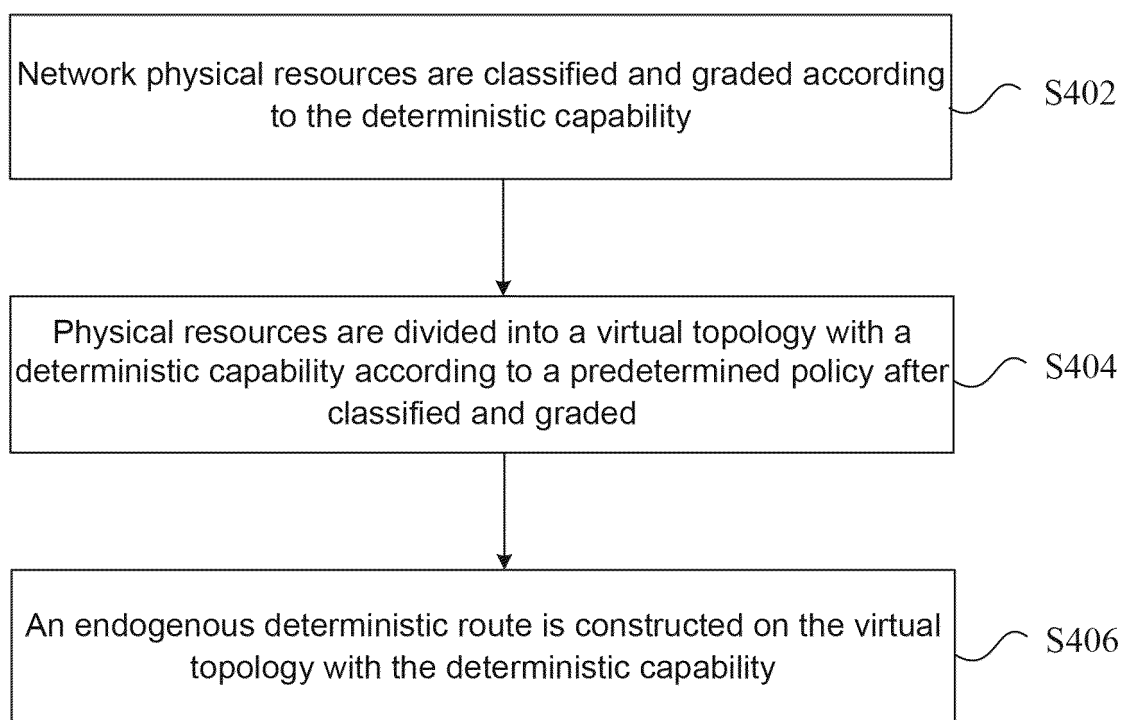 Network physical resources are classified and graded according
to the deterministic capability
S402
Physical resources are divided into a virtual topology with a
deterministic capability according to a predetermined policy after
classified and graded
S404
An endogenous deterministic route is constructed on the virtual
topology with the deterministic capability
S406